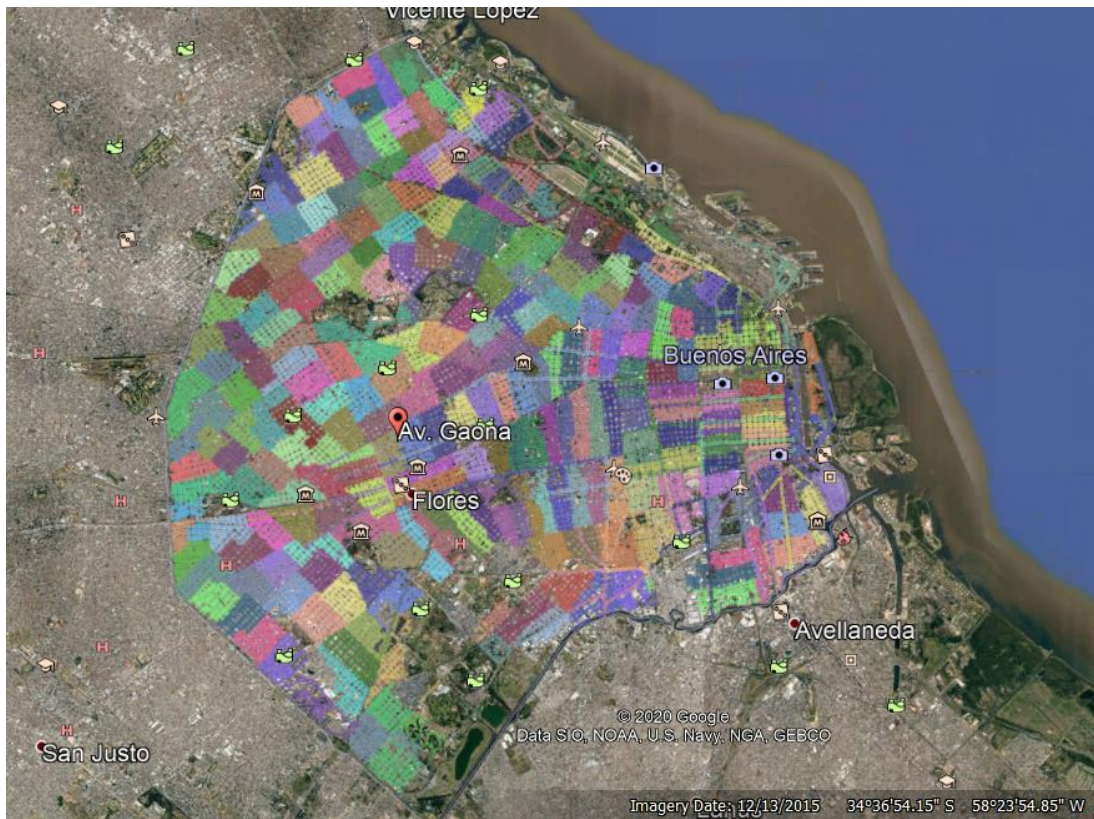 Vicente López
Buenos Aires
Av. Gaona
Flores
Avellaneda
San Justo
© 2020 Google
Data SIO, NOAA, U.S. Navy, NGA, GEBCO
Imagery Date: 12/13/2015 34°36'54.15" S 58°23'54.85" W